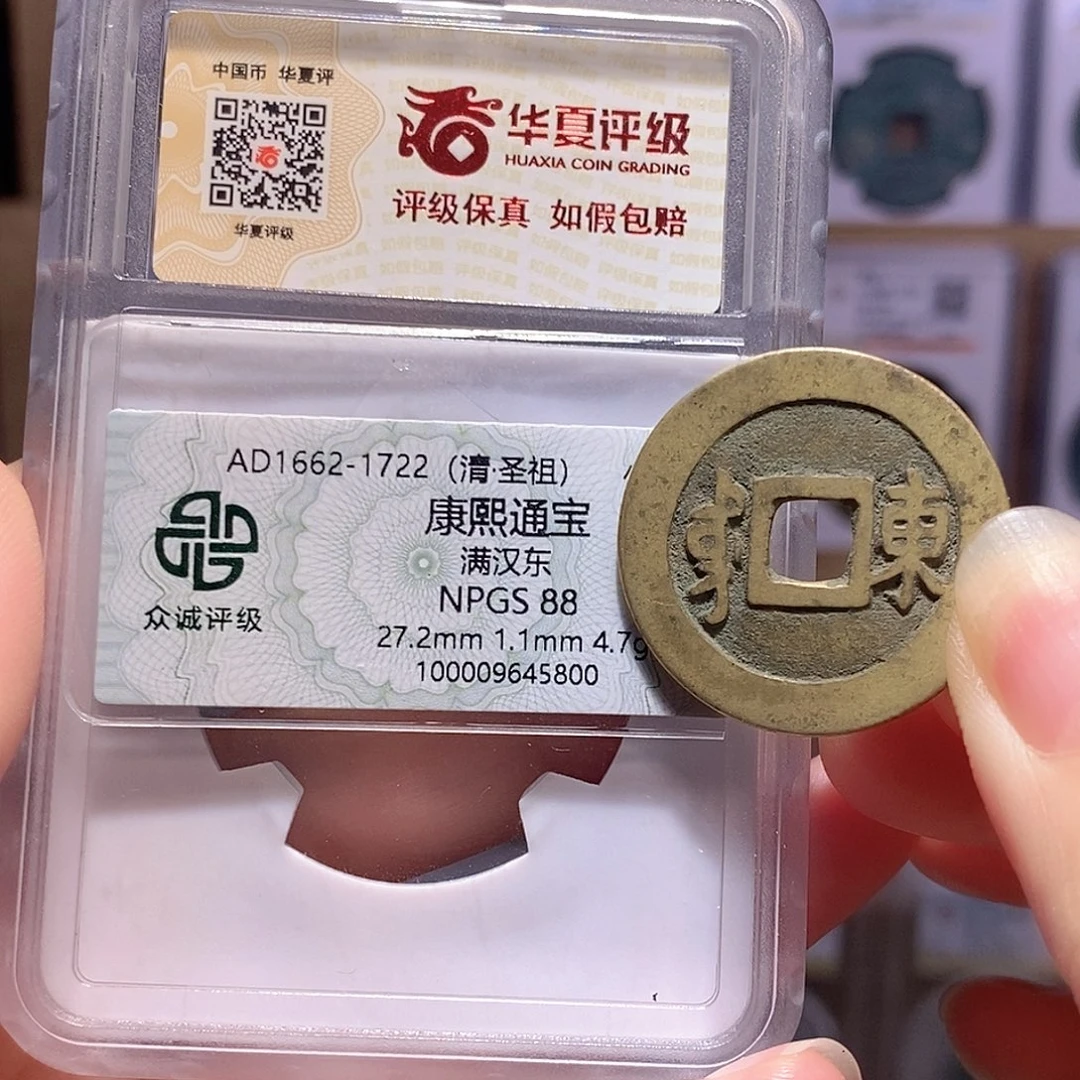 中国币 华夏评
华夏评级
华夏评级
HUAXIA COIN GRADING
评级保真 如假包赔
AD1662-1722（清·圣祖）
康熙通宝
满汉东
NPGS 88
27.2mm 1.1mm 4.7g
100009645800
众诚评级
東